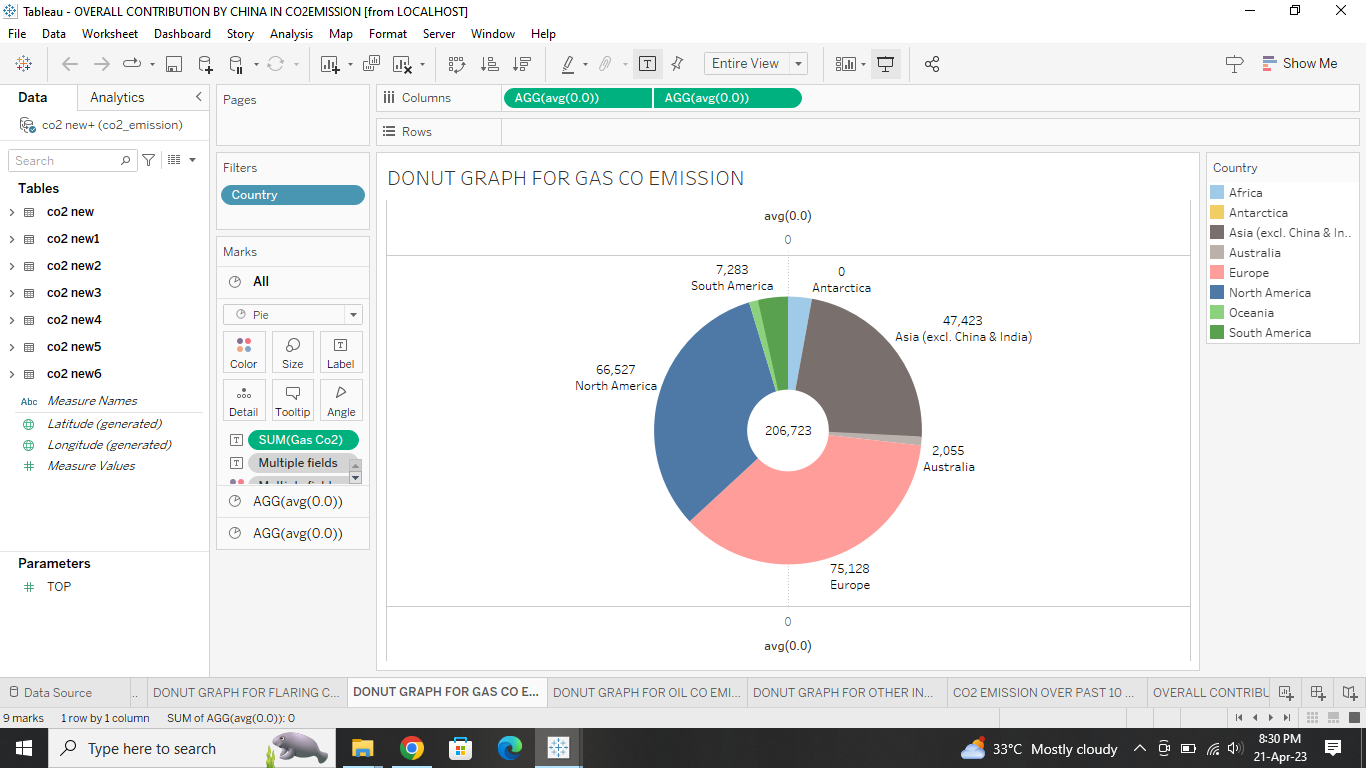 Tableau - OVERALL CONTRIBUTION BY CHINA IN CO2EMISSION [from LOCALHOST]
File Data Worksheet Dashboard Story Analysis Map Format Server Window Help
Entire View
Show Me
Data Analytics
co2 new+ (co2_emission)
Search
Tables
co2 new
co2 new1
co2 new2
co2 new3
co2 new4
co2 new5
co2 new6
Abc Measure Names
Latitude (generated)
Longitude (generated)
# Measure Values
Parameters
# TOP
Pages
Filters
Country
Marks
All
Pie
Color Size Label
Detail Tooltip Angle
SUM(Gas Co2)
Multiple fields
AGG(avg(0.0))
AGG(avg(0.0))
Columns AGG(avg(0.0)) AGG(avg(0.0))
Rows
DONUT GRAPH FOR GAS CO EMISSION
avg(0.0)
0
7,283
South America
0
Antarctica
47,423
Asia (excl. China & India)
66,527
North America
206,723
2,055
Australia
75,128
Europe
0
avg(0.0)
Country
Africa
Antarctica
Asia (excl. China & In..
Australia
Europe
North America
Oceania
South America
Data Source .. DONUT GRAPH FOR FLARING C... DONUT GRAPH FOR GAS CO E... DONUT GRAPH FOR OIL CO EMI... DONUT GRAPH FOR OTHER IN... CO2 EMISSION OVER PAST 10 ... OVERALL CONTRIBU
9 marks 1 row by 1 column SUM of AGG(avg(0.0)): 0
Type here to search
33°C Mostly cloudy
8:30 PM
21-Apr-23